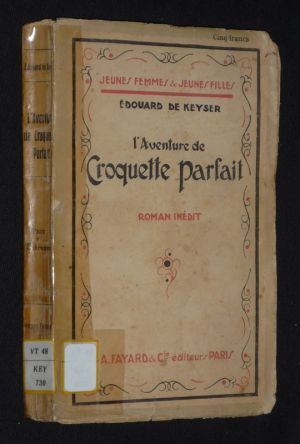 Cinq francs
JEUNES FEMMES & JEUNES FILLES
ÉDOUARD DE KEYSER
l'Aventure de
Croquette Parfait
ROMAN INÉDIT
A. FAYARD & Cie éditeurs PARIS
L'Aventure
de Croque
Parfait
VT 48
KEY
730